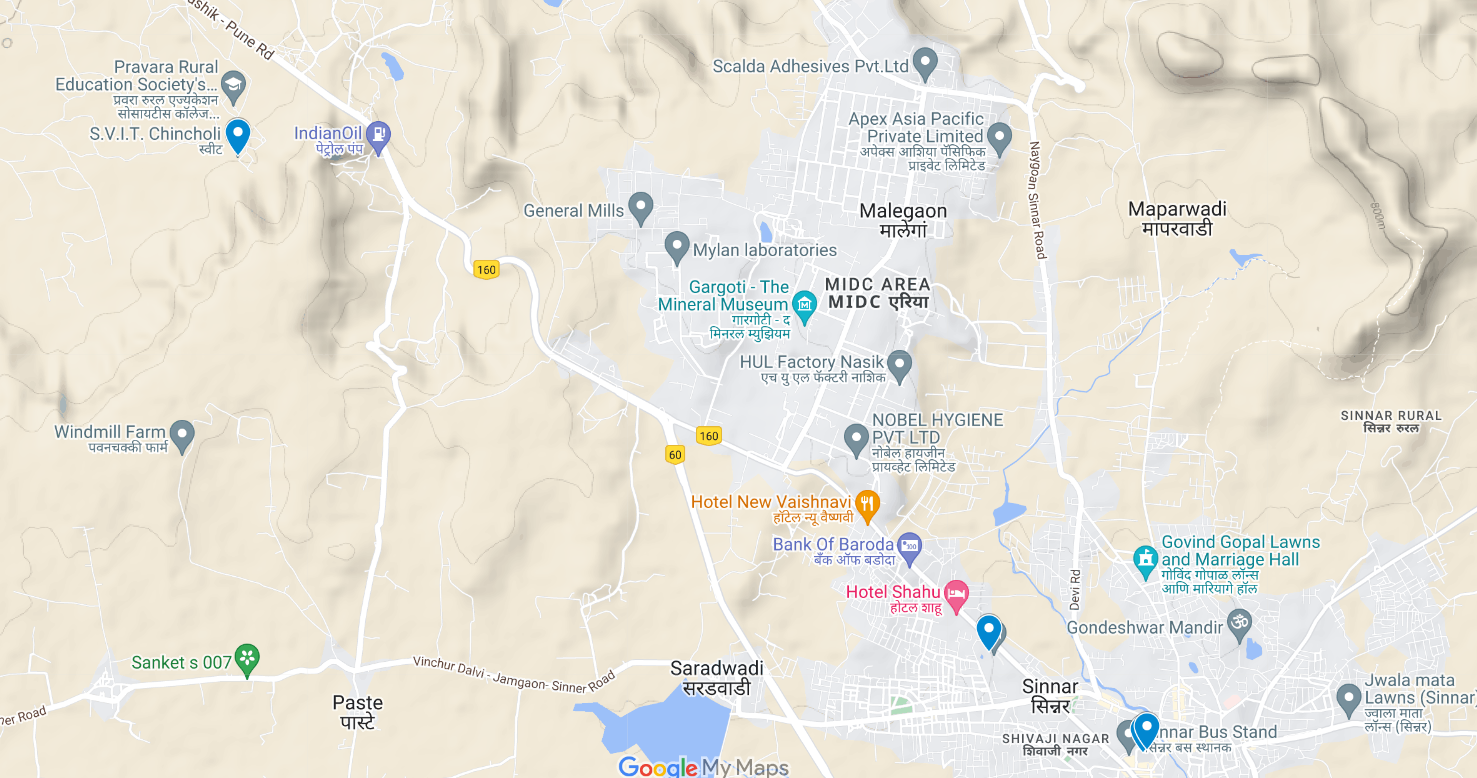 ashik - Pune Rd
Pravara Rural
Education Society's...
प्रवरा रुरल एज्युकेशन
सोसायटीस कॉलेज...
S.V.I.T. Chincholi
स्वीट
IndianOil
पेट्रोल पंप
Scalda Adhesives Pvt.Ltd
Apex Asia Pacific
Private Limited
अपेक्स आशिया पॅसिफिक
प्राइवेट लिमिटेड
Naygoan Sinnar Road
General Mills
Malegaon
मालेगां
Maparwadi
मापरवाडी
800m
Mylan laboratories
160
Gargoti - The
Mineral Museum
गारगोटी - द
मिनरल म्युझियम
MIDC AREA
MIDC एरिया
HUL Factory Nasik
एच यु एल फॅक्टरी नाशिक
SINNAR RURAL
सिन्नर रुरल
Windmill Farm
पवनचक्की फार्म
160
60
NOBEL HYGIENE
PVT LTD
नोबेल हायजीन
प्रायव्हेट लिमिटेड
Hotel New Vaishnavi
हॉटेल न्यू वैष्णवी
Bank Of Baroda
बँक ऑफ बडोदा
Govind Gopal Lawns
and Marriage Hall
गोविंद गोपाळ लॉन्स
आणि मारियागे हॉल
Devi Rd
Hotel Shahu
होटल शाहू
Gondeshwar Mandir
Sanket s 007
Vinchur Dalvi - Jamgaon- Sinner Road
Saradwadi
सरडवाडी
Paste
पास्टे
ner Road
Sinnar
सिन्नर
Jwala mata
Lawns (Sinnar)
ज्वाला माता
लॉन्स (सिन्नर)
SHIVAJI NAGAR
शिवाजी नगर
nnar Bus Stand
सिन्नर बस स्थानक
Google My Maps